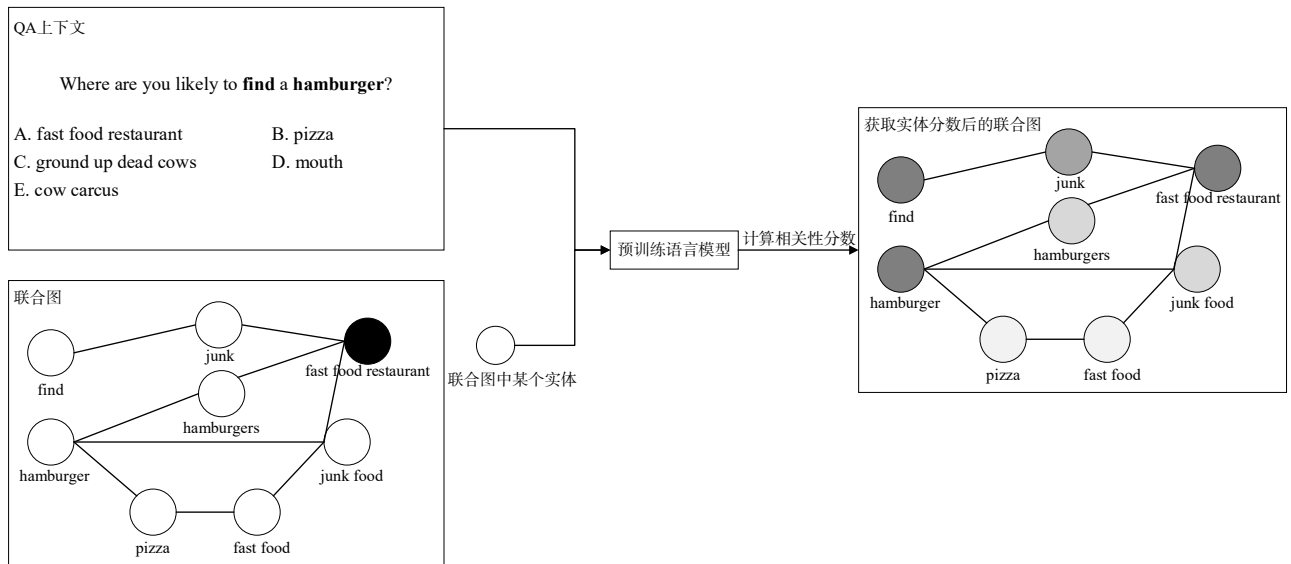 QA上下文
Where are you likely to find a hamburger?
A. fast food restaurant B. pizza
C. ground up dead cows D. mouth
E. cow carcus
联合图
junk
fast food restaurant
find
hamburgers
hamburger
junk food
pizza
fast food
联合图中某个实体
预训练语言模型
计算相关性分数
获取实体分数后的联合图
junk
fast food restaurant
find
hamburgers
hamburger
junk food
pizza
fast food